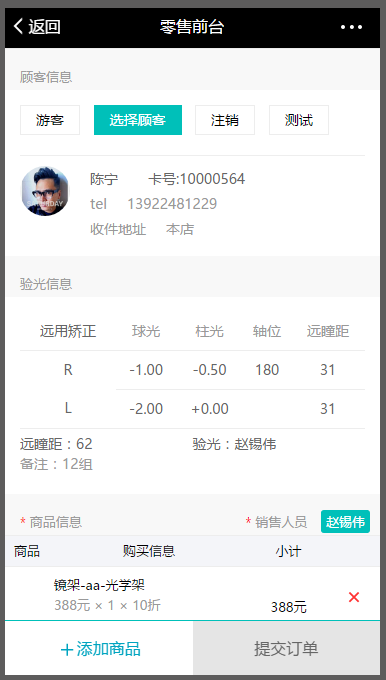 返回 零售前台
顾客信息
游客 选择顾客 注销 测试
陈宁 卡号:10000564
tel 13922481229
收件地址 本店
验光信息
远用矫正 球光 柱光 轴位 远瞳距
R -1.00 -0.50 180 31
L -2.00 +0.00 31
远瞳距：62 验光：赵锡伟
备注：12组
* 商品信息 * 销售人员 赵锡伟
商品 购买信息 小计
镜架-aa-光学架
388元 × 1 × 10折 388元
+添加商品 提交订单